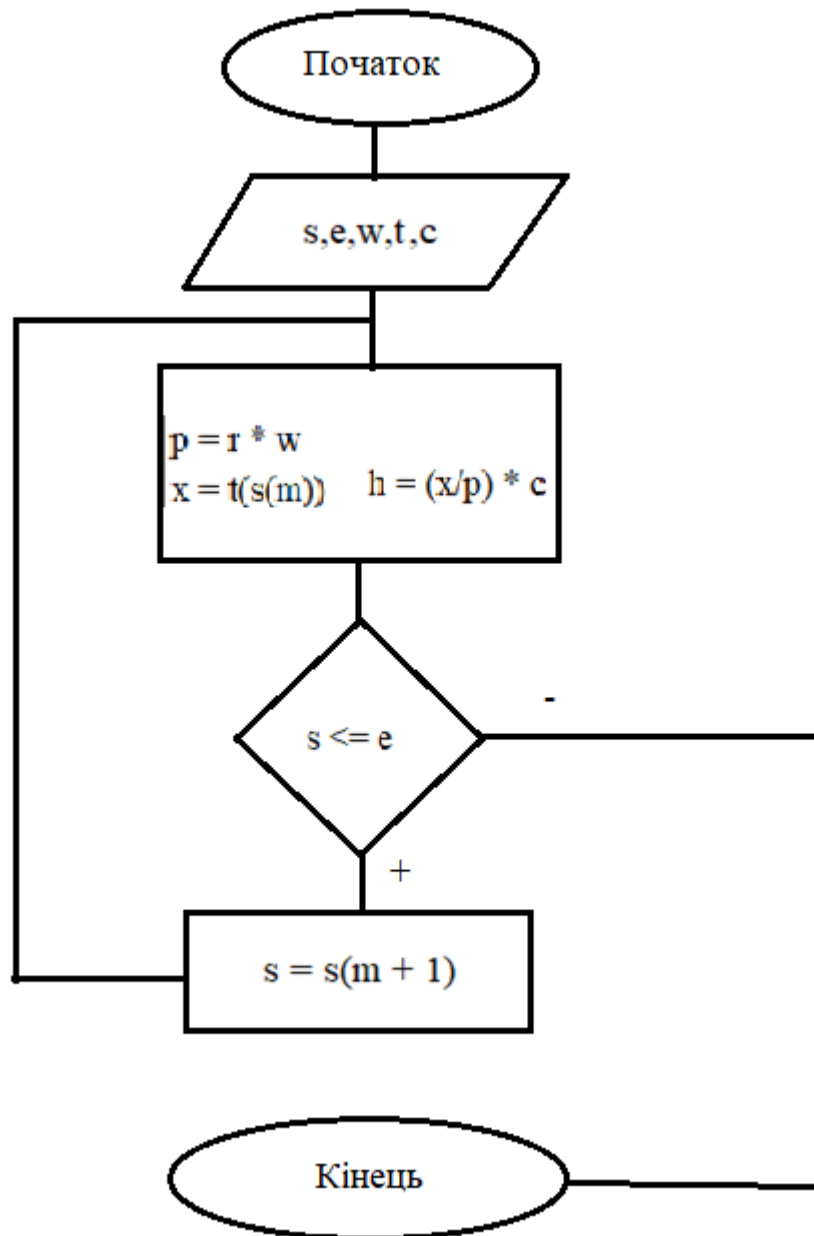 Початок
s,e,w,t,c
p = r * w
x = t(s(m))
h = (x/p) * c
s <= e
-
+
s = s(m + 1)
Кінець